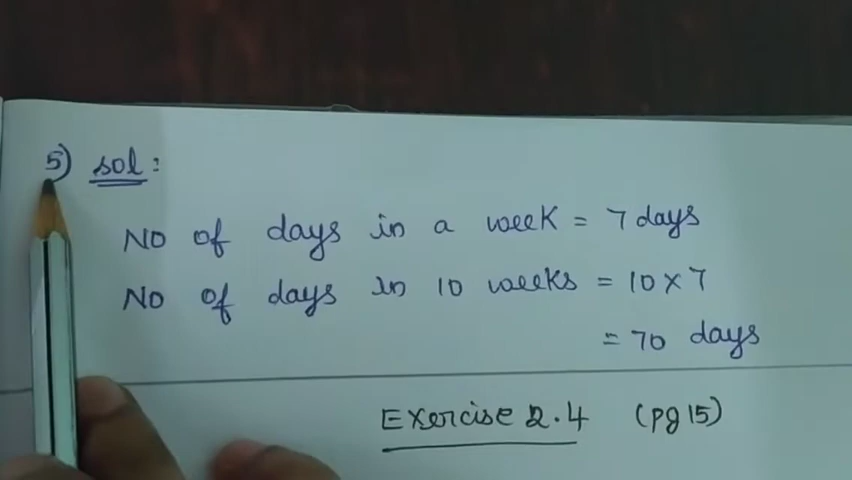 5) sol:
No of days in a week = 7 days
No of days in 10 weeks = 10 x 7
= 70 days
Exercise 2.4 (pg 15)